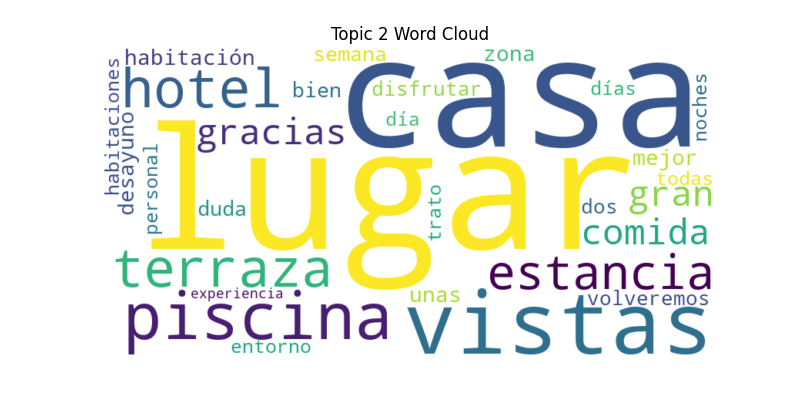 Topic 2 Word Cloud
habitación
semana
zona
hotel
casa
bien
disfrutar
días
habitaciones
desayuno
gracias
día
noches
lugar
mejor
todas
personal
duda
trato
dos
gran
comida
terraza
estancia
experiencia
unas
volveremos
piscina
vistas
entorno